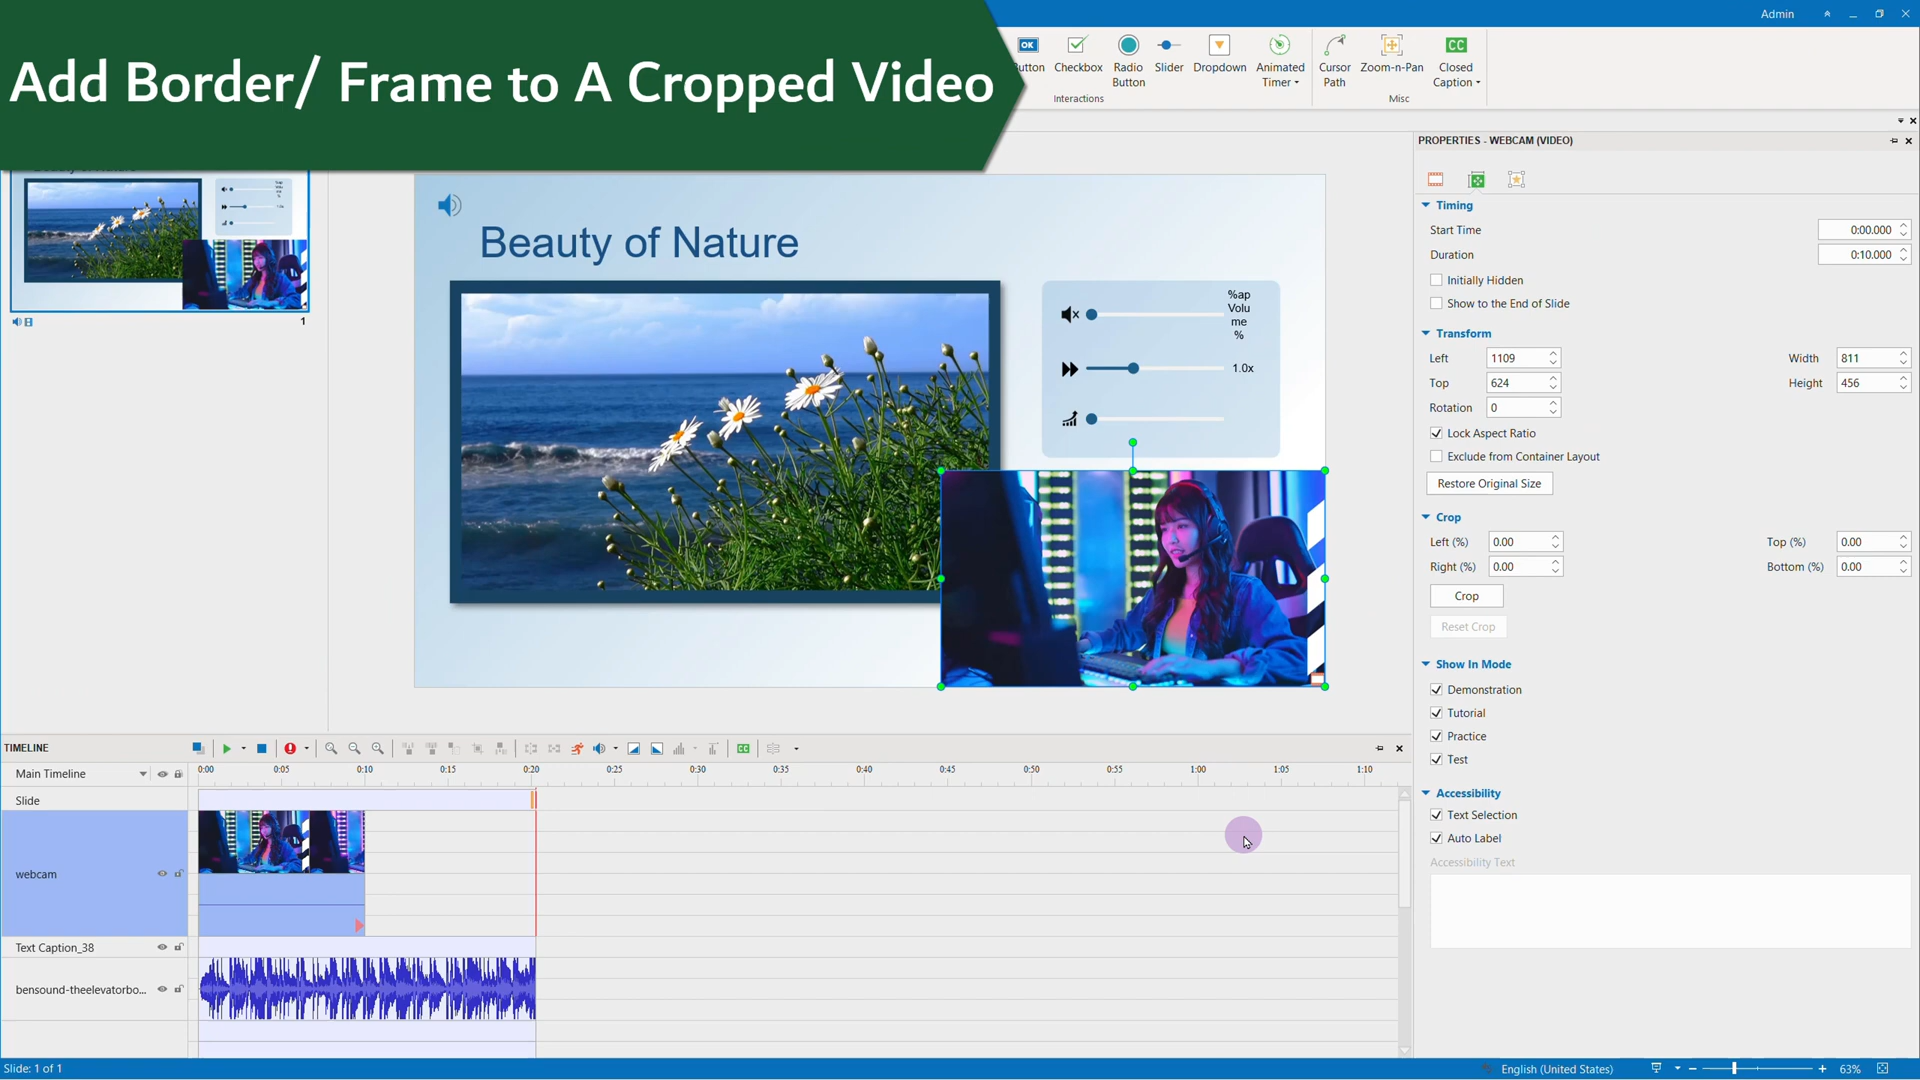 Add Border/ Frame to A Cropped Video
Admin
OK
CC
Button
Checkbox
Radio
Button
Slider
Dropdown
Animated
Timer
Cursor
Path
Zoom-n-Pan
Closed
Caption
Interactions
Misc
PROPERTIES - WEBCAM (VIDEO)
Timing
Start Time
0:00.000
Duration
0:10.000
Initially Hidden
Show to the End of Slide
Transform
Left
1109
Width
811
Top
624
Height
456
Rotation
0
Lock Aspect Ratio
Exclude from Container Layout
Restore Original Size
Crop
Left (%)
0.00
Top (%)
0.00
Right (%)
0.00
Bottom (%)
0.00
Crop
Reset Crop
Show In Mode
Demonstration
Tutorial
Practice
Test
Accessibility
Text Selection
Auto Label
Accessibility Text
1
Beauty of Nature
%ap
Volu
me
%
1.0x
TIMELINE
CC
Main Timeline
0:00
0:05
0:10
0:15
0:20
0:25
0:30
0:35
0:40
0:45
0:50
0:55
1:00
1:05
1:10
Slide
webcam
Text Caption_38
bensound-theelevatorbo...
Slide: 1 of 1
English (United States)
63%